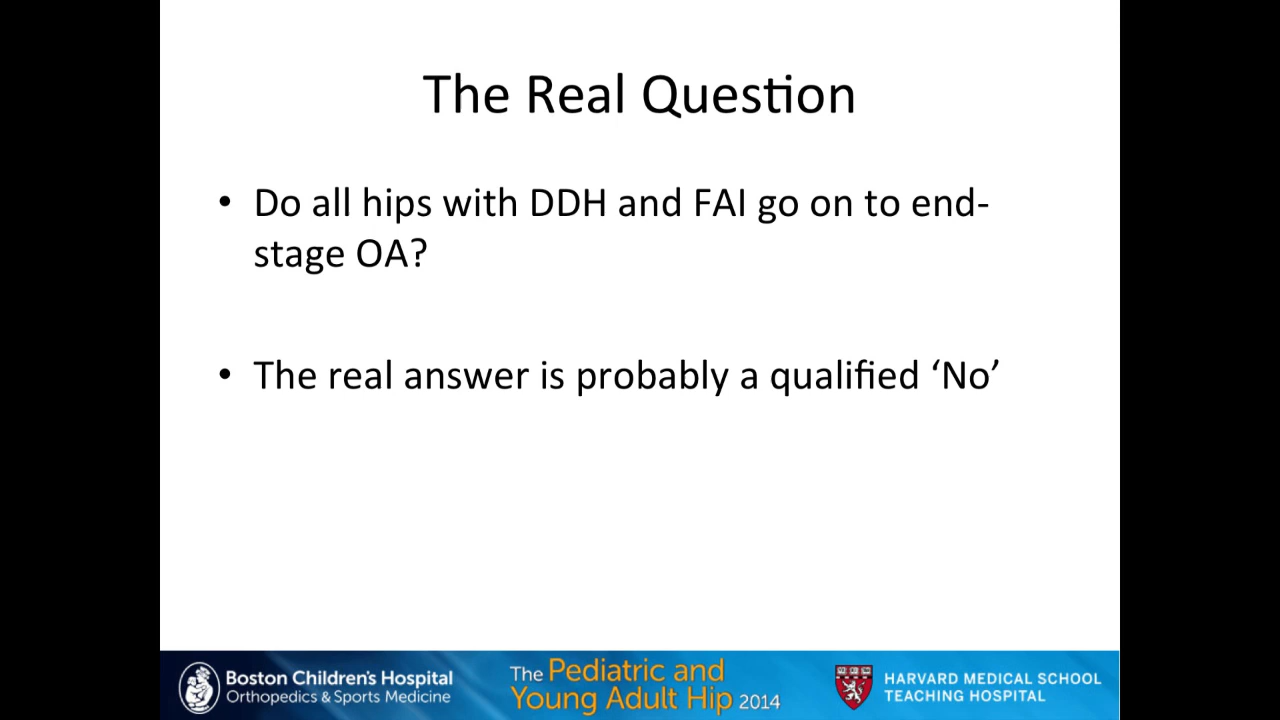 The Real Question
• Do all hips with DDH and FAI go on to end-
stage OA?
• The real answer is probably a qualified ‘No’
Boston Children's Hospital
Orthopedics & Sports Medicine
The Pediatric and
Young Adult Hip 2014
HARVARD MEDICAL SCHOOL
TEACHING HOSPITAL